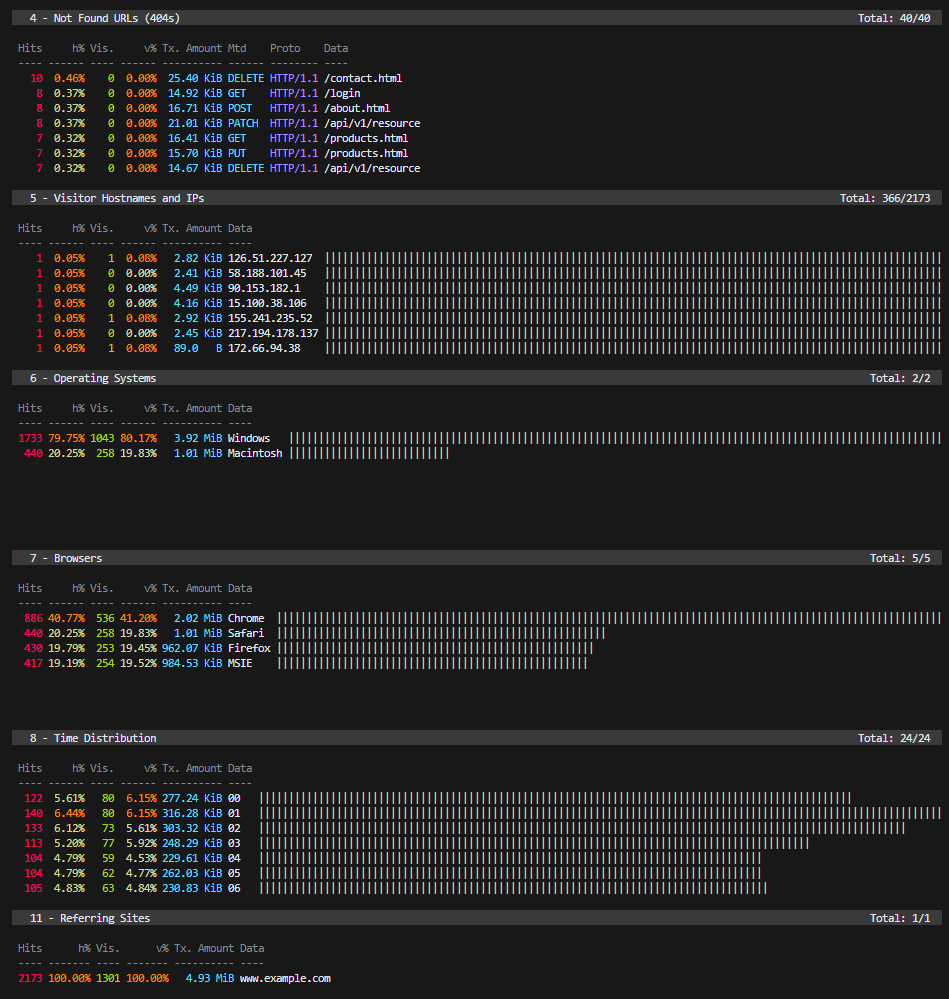 4 - Not Found URLs (404s) Total: 40/40
Hits h% Vis. v% Tx. Amount Mtd Proto Data
---- ------ ---- ------ ---------- ------ -------- ----
10 0.46% 0 0.00% 25.40 KiB DELETE HTTP/1.1 /contact.html
8 0.37% 0 0.00% 14.92 KiB GET HTTP/1.1 /login
8 0.37% 0 0.00% 16.71 KiB POST HTTP/1.1 /about.html
8 0.37% 0 0.00% 21.01 KiB PATCH HTTP/1.1 /api/v1/resource
7 0.32% 0 0.00% 16.41 KiB GET HTTP/1.1 /products.html
7 0.32% 0 0.00% 15.70 KiB PUT HTTP/1.1 /products.html
7 0.32% 0 0.00% 14.67 KiB DELETE HTTP/1.1 /api/v1/resource
5 - Visitor Hostnames and IPs Total: 366/2173
Hits h% Vis. v% Tx. Amount Data
---- ------ ---- ------ ---------- ----
1 0.05% 1 0.08% 2.82 KiB 126.51.227.127
1 0.05% 0 0.00% 2.41 KiB 58.188.101.45
1 0.05% 0 0.00% 4.49 KiB 90.153.182.1
1 0.05% 0 0.00% 4.16 KiB 15.100.38.106
1 0.05% 1 0.08% 2.92 KiB 155.241.235.52
1 0.05% 0 0.00% 2.45 KiB 217.194.178.137
1 0.05% 1 0.08% 89.0 B 172.66.94.38
6 - Operating Systems Total: 2/2
Hits h% Vis. v% Tx. Amount Data
---- ------ ---- ------ ---------- ----
1733 79.75% 1043 80.17% 3.92 MiB Windows
440 20.25% 258 19.83% 1.01 MiB Macintosh
7 - Browsers Total: 5/5
Hits h% Vis. v% Tx. Amount Data
---- ------ ---- ------ ---------- ----
886 40.77% 536 41.20% 2.02 MiB Chrome
440 20.25% 258 19.83% 1.01 MiB Safari
430 19.79% 253 19.45% 962.07 KiB Firefox
417 19.19% 254 19.52% 984.53 KiB MSIE
8 - Time Distribution Total: 24/24
Hits h% Vis. v% Tx. Amount Data
---- ------ ---- ------ ---------- ----
122 5.61% 80 6.15% 277.24 KiB 00
140 6.44% 80 6.15% 316.28 KiB 01
133 6.12% 73 5.61% 303.32 KiB 02
113 5.20% 77 5.92% 248.29 KiB 03
104 4.79% 59 4.53% 229.61 KiB 04
104 4.79% 62 4.77% 262.03 KiB 05
105 4.83% 63 4.84% 230.83 KiB 06
11 - Referring Sites Total: 1/1
Hits h% Vis. v% Tx. Amount Data
---- ------- ---- ------- ---------- ----
2173 100.00% 1301 100.00% 4.93 MiB www.example.com